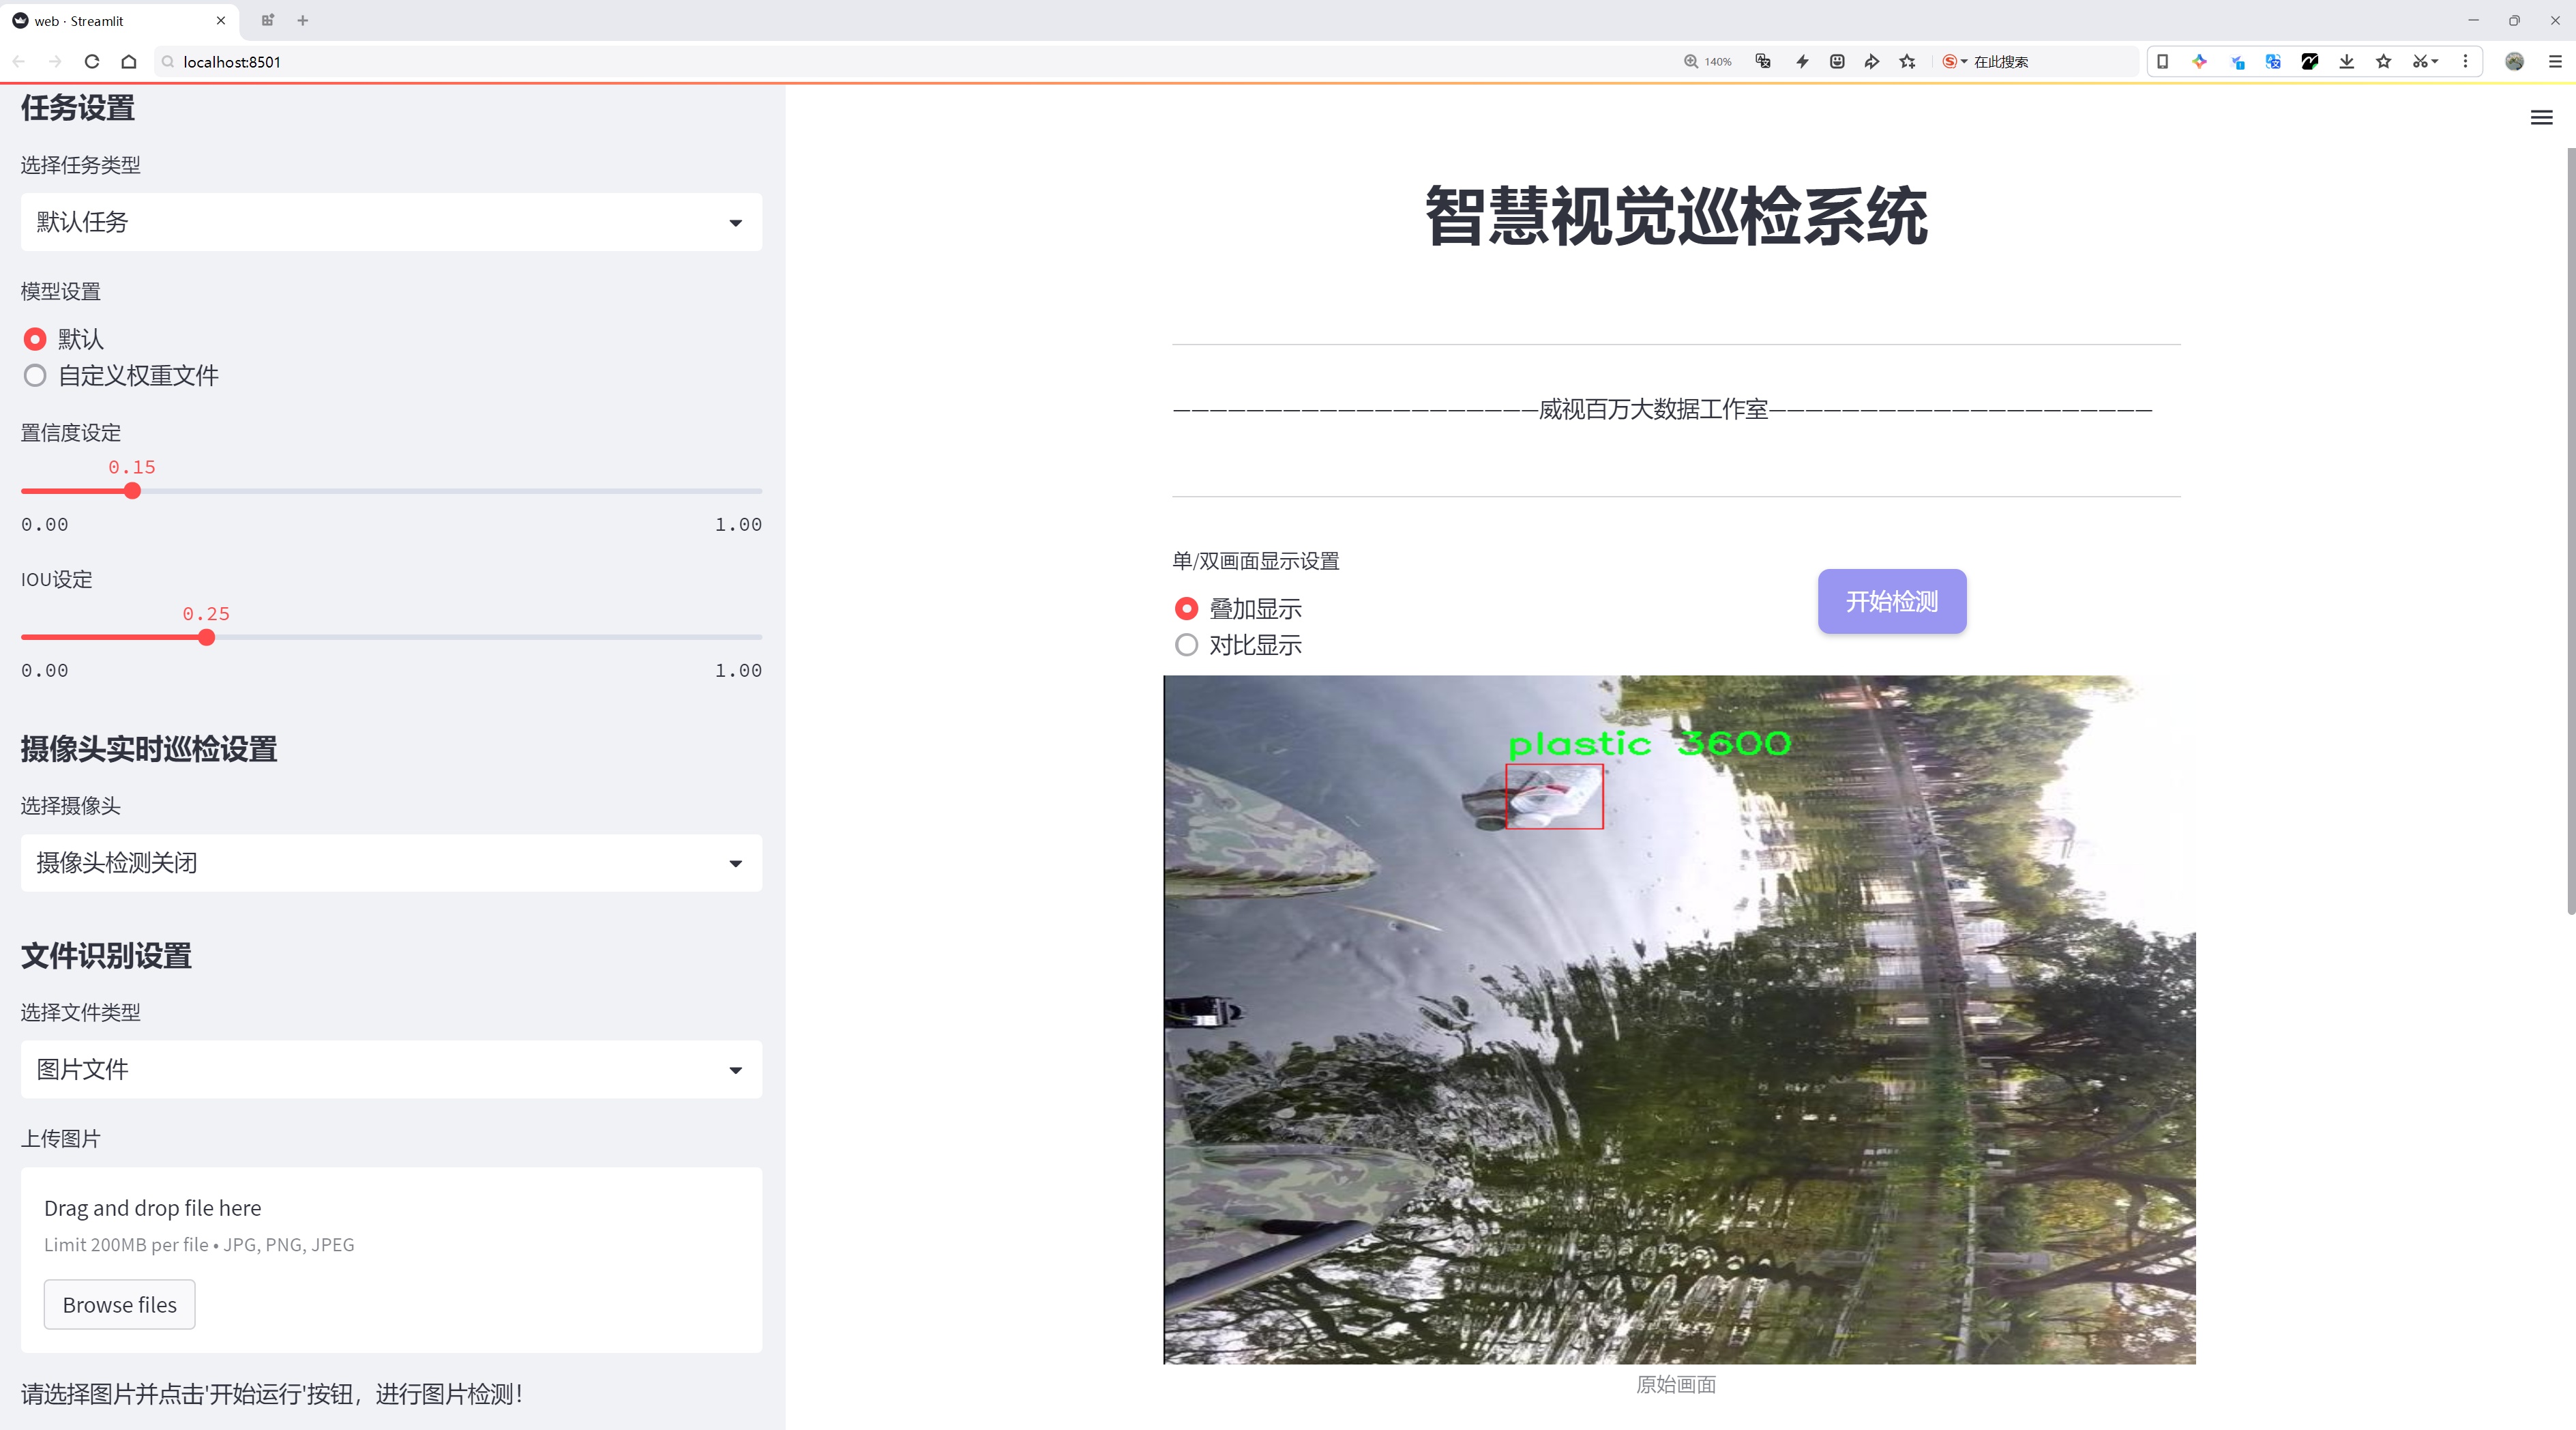 web · Streamlit
localhost:8501
140%
在此搜索
任务设置
选择任务类型
默认任务
模型设置
默认
自定义权重文件
置信度设定
0.15
0.00
1.00
IOU设定
0.25
0.00
1.00
摄像头实时巡检设置
选择摄像头
摄像头检测关闭
文件识别设置
选择文件类型
图片文件
上传图片
Drag and drop file here
Limit 200MB per file • JPG, PNG, JPEG
Browse files
请选择图片并点击'开始运行'按钮，进行图片检测！
智慧视觉巡检系统
————————————————————威视百万大数据工作室—————————————————————
单/双画面显示设置
叠加显示
对比显示
开始检测
plastic 3600
原始画面